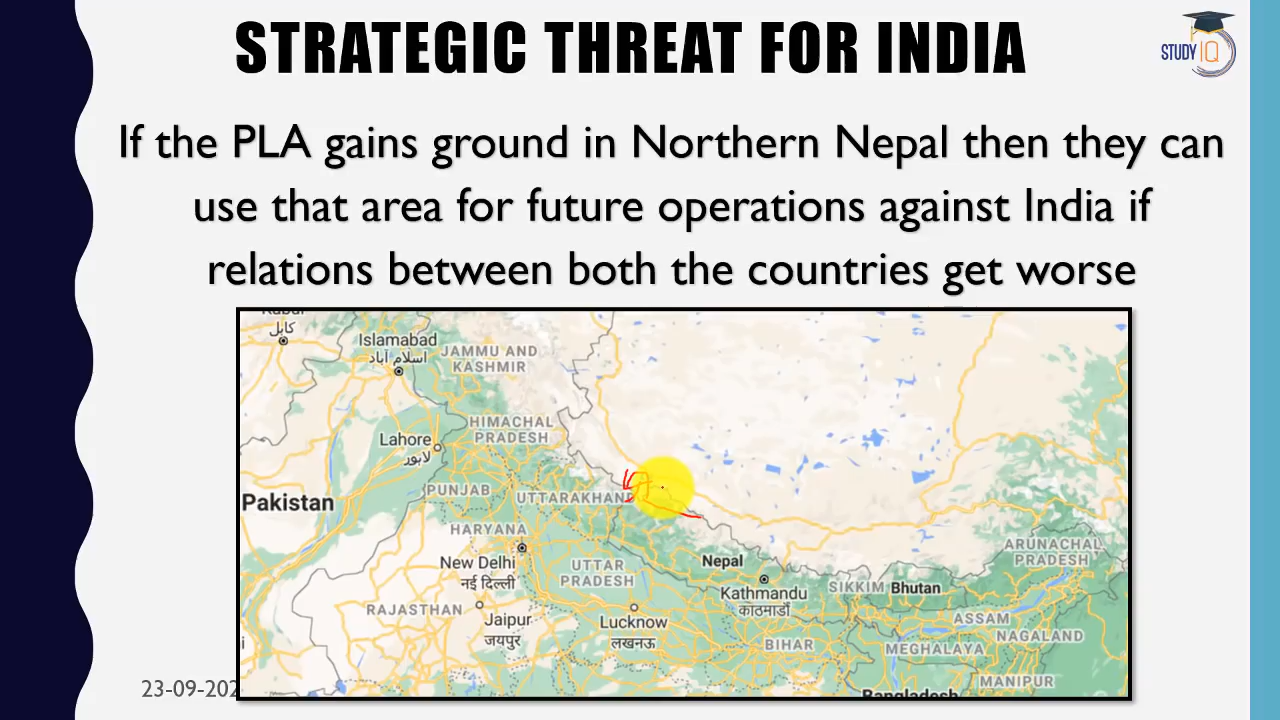 STRATEGIC THREAT FOR INDIA
STUDY IQ
If the PLA gains ground in Northern Nepal then they can
use that area for future operations against India if
relations between both the countries get worse
کابل
Islamabad
اسلام آباد
JAMMU AND
KASHMIR
HIMACHAL
PRADESH
Lahore
لاہور
PUNJAB
UTTARAKHAND
Pakistan
HARYANA
New Delhi
नई दिल्ली
UTTAR
PRADESH
Nepal
Kathmandu
काठमाडौं
SIKKIM
Bhutan
ARUNACHAL
PRADESH
RAJASTHAN
Jaipur
जयपुर
Lucknow
लखनऊ
BIHAR
ASSAM
NAGALAND
MEGHALAYA
MANIPUR
Bangladesh
23-09-202